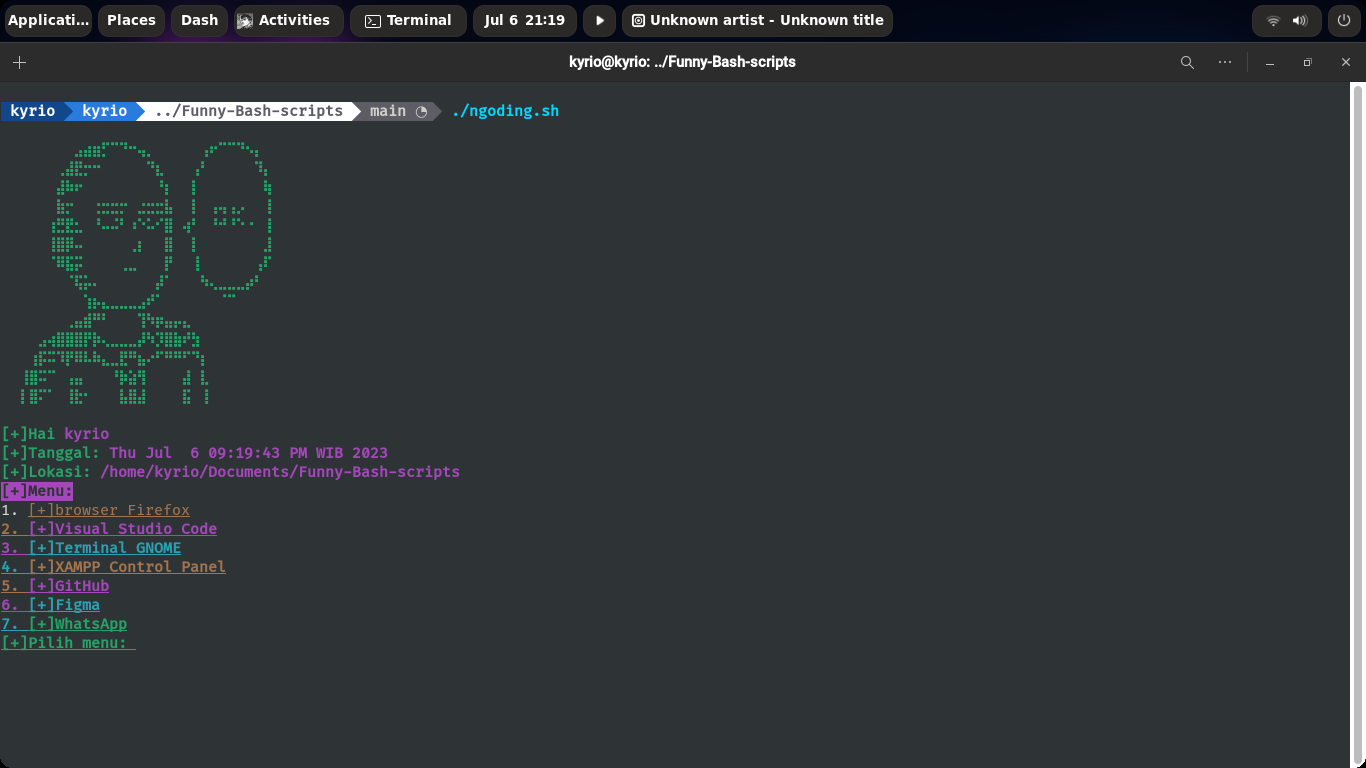 Applicati... Places Dash Activities Terminal Jul 6 21:19 Unknown artist - Unknown title
kyrio@kyrio: ../Funny-Bash-scripts
kyrio kyrio ../Funny-Bash-scripts main ./ngoding.sh
OK.
[+]Hai kyrio
[+]Tanggal: Thu Jul  6 09:19:43 PM WIB 2023
[+]Lokasi: /home/kyrio/Documents/Funny-Bash-scripts
[+]Menu:
1. [+]browser Firefox
2. [+]Visual Studio Code
3. [+]Terminal GNOME
4. [+]XAMPP Control Panel
5. [+]GitHub
6. [+]Figma
7. [+]WhatsApp
[+]Pilih menu: